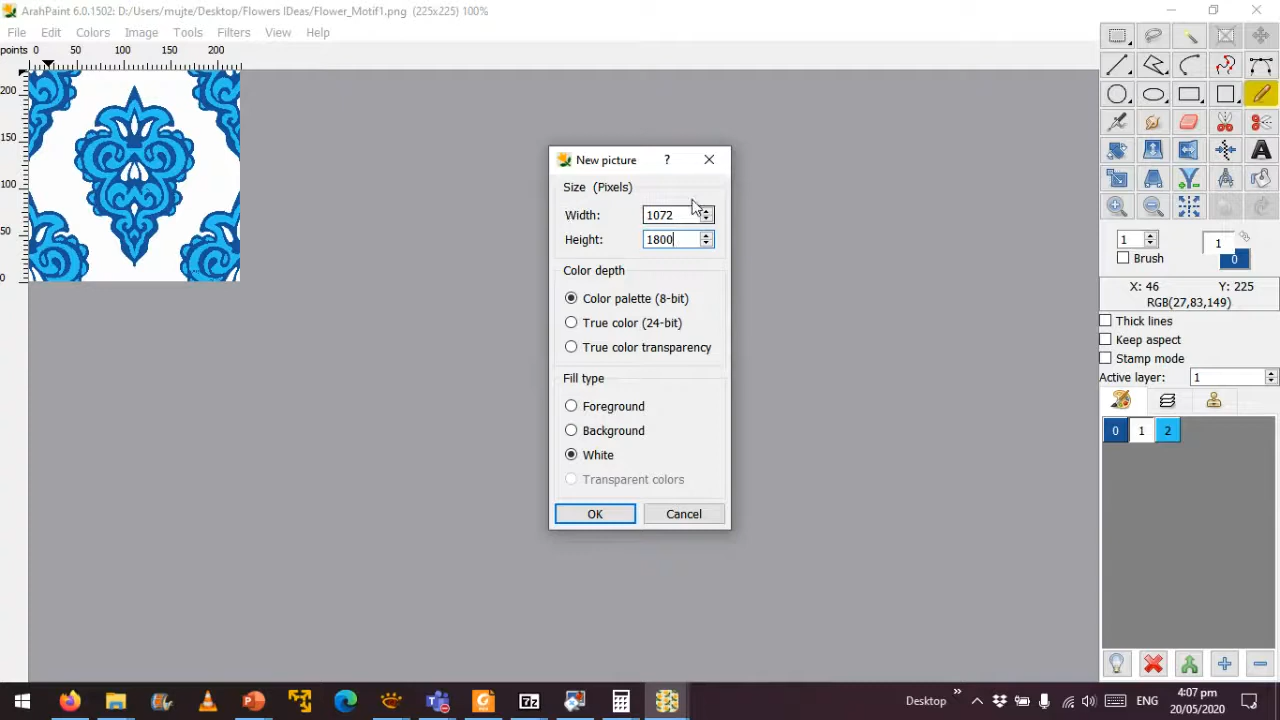 ArahPaint 6.0.1502: D:/Users/mujte/Desktop/Flowers IDeas/Flower_Motif1.png (225x225) 100%
File Edit Colors Image Tools Filters View Help
points 0 50 100 150 200
200
150
100
50
0
New picture ?
Size (Pixels)
Width: 1072
Height: 1800
Color depth
Color palette (8-bit)
True color (24-bit)
True color transparency
Fill type
Foreground
Background
White
Transparent colors
OK Cancel
A
1 1
Brush 0
X: 46 Y: 225
RGB(27,83,149)
Thick lines
Keep aspect
Stamp mode
Active layer: 1
0 1 2
7z
Desktop » ENG 4:07 pm
20/05/2020